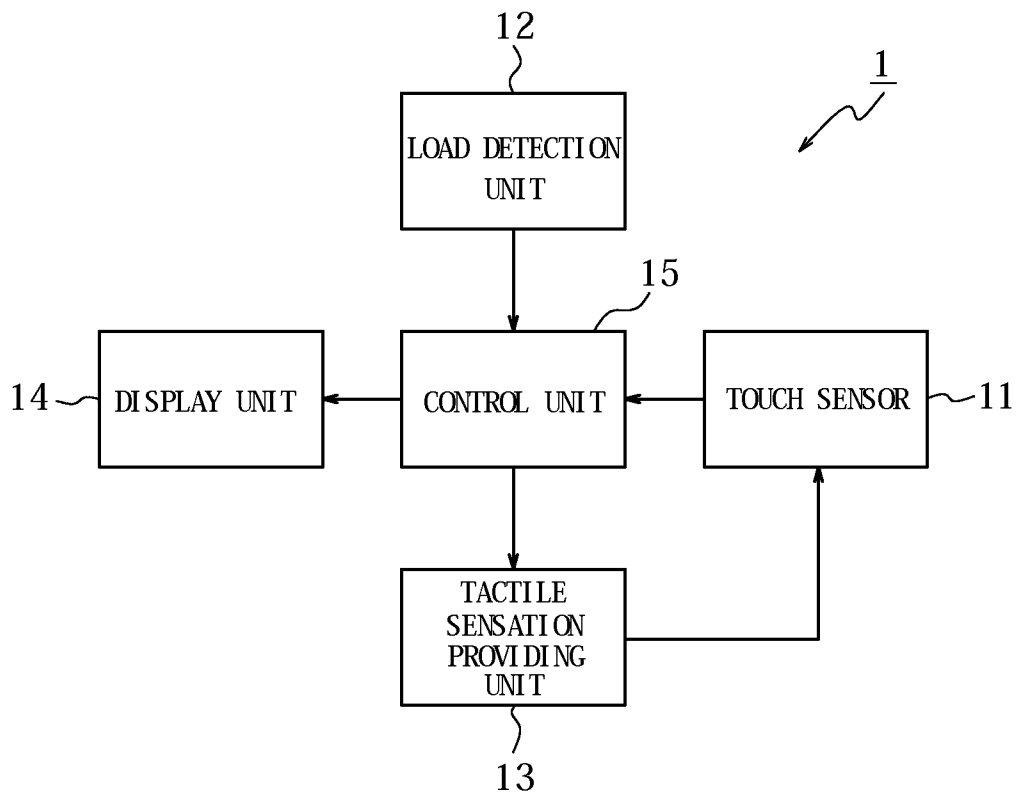 12
1
LOAD DETECTION
UNIT
15
14
DISPLAY UNIT
CONTROL UNIT
TOUCH SENSOR
11
TACTILE
SENSATION
PROVIDING
UNIT
13